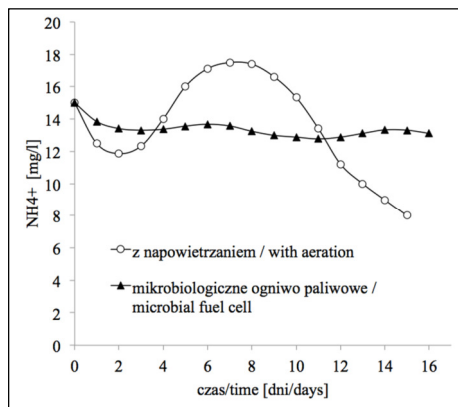 20
18
16
14
12
10
8
6
4
2
0
NH4+ [mg/l]
z napowietrzaniem / with aeration
mikrobiologiczne ogniwo paliwowe /
microbial fuel cell
0 2 4 6 8 10 12 14 16
czas/time [dni/days]